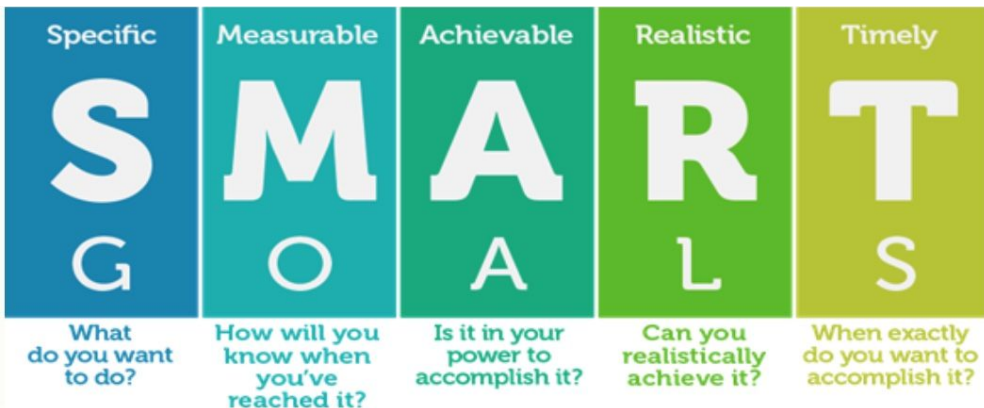 Specific
Measurable
Achievable
Realistic
Timely
S M A R T
G O A L S
What
do you want
to do?
How will you
know when
you've
reached it?
Is it in your
power to
accomplish it?
Can you
realistically
achieve it?
When exactly
do you want to
accomplish it?